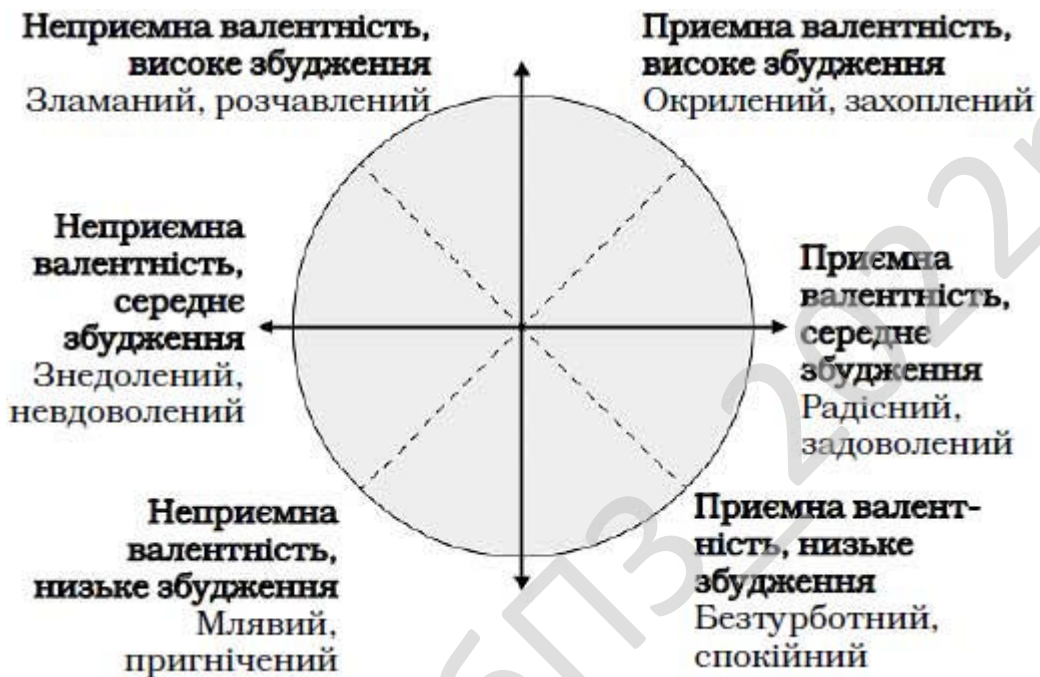 Неприємна валентність,
високе збудження
Зламаний, розчавлений
Приємна валентність,
високе збудження
Окрилений, захоплений
Неприємна
валентність,
середнє
збудження
Знедолений,
невдоволений
Приємна
валентність,
середнє
збудження
Радісний,
задоволений
Неприємна
валентність,
низьке збудження
Млявий,
пригнічений
Приємна валент-
ність, низьке
збудження
Безтурботний,
спокійний